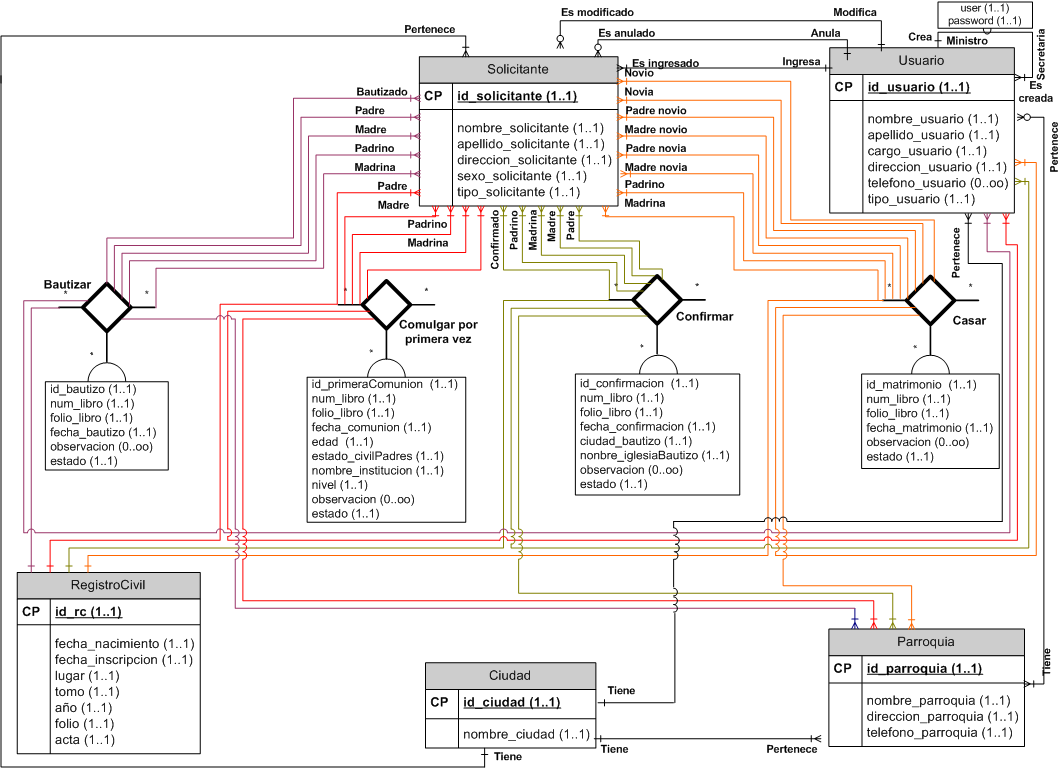 user (1..1)
password (1..1)
Es modificado
Modifica
Pertenece
Es anulado
Anula
Crea
Ministro
Secretaria
Solicitante
Es ingresado
Ingresa
Usuario
CP
id_solicitante (1..1)
nombre_solicitante (1..1)
apellido_solicitante (1..1)
direccion_solicitante (1..1)
sexo_solicitante (1..1)
tipo_solicitante (1..1)
CP
id_usuario (1..1)
nombre_usuario (1..1)
apellido_usuario (1..1)
cargo_usuario (1..1)
direccion_usuario (1..1)
telefono_usuario (0..oo)
tipo_usuario (1..1)
Es
creada
Pertenece
Bautizado
Padre
Madre
Padrino
Madrina
Padre
Madre
Padrino
Madrina
Confirmado
Padrino
Madrina
Madre
Padre
Novio
Novia
Padre novio
Madre novio
Padre novia
Madre novia
Padrino
Madrina
Pertenece
Bautizar
*
*
*
Comulgar por
primera vez
*
*
*
Confirmar
*
*
*
Casar
*
*
*
id_bautizo (1..1)
num_libro (1..1)
folio_libro (1..1)
fecha_bautizo (1..1)
observacion (0..oo)
estado (1..1)
id_primeraComunion (1..1)
num_libro (1..1)
folio_libro (1..1)
fecha_comunion (1..1)
edad (1..1)
estado_civilPadres (1..1)
nombre_institucion (1..1)
nivel (1..1)
observacion (0..oo)
estado (1..1)
id_confirmacion (1..1)
num_libro (1..1)
folio_libro (1..1)
fecha_confirmacion (1..1)
ciudad_bautizo (1..1)
nonbre_iglesiaBautizo (1..1)
observacion (0..oo)
estado (1..1)
id_matrimonio (1..1)
num_libro (1..1)
folio_libro (1..1)
fecha_matrimonio (1..1)
observacion (0..oo)
estado (1..1)
RegistroCivil
CP
id_rc (1..1)
fecha_nacimiento (1..1)
fecha_inscripcion (1..1)
lugar (1..1)
tomo (1..1)
año (1..1)
folio (1..1)
acta (1..1)
Ciudad
CP
id_ciudad (1..1)
nombre_ciudad (1..1)
Tiene
Tiene
Tiene
Pertenece
Parroquia
CP
id_parroquia (1..1)
nombre_parroquia (1..1)
direccion_parroquia (1..1)
telefono_parroquia (1..1)
Tiene